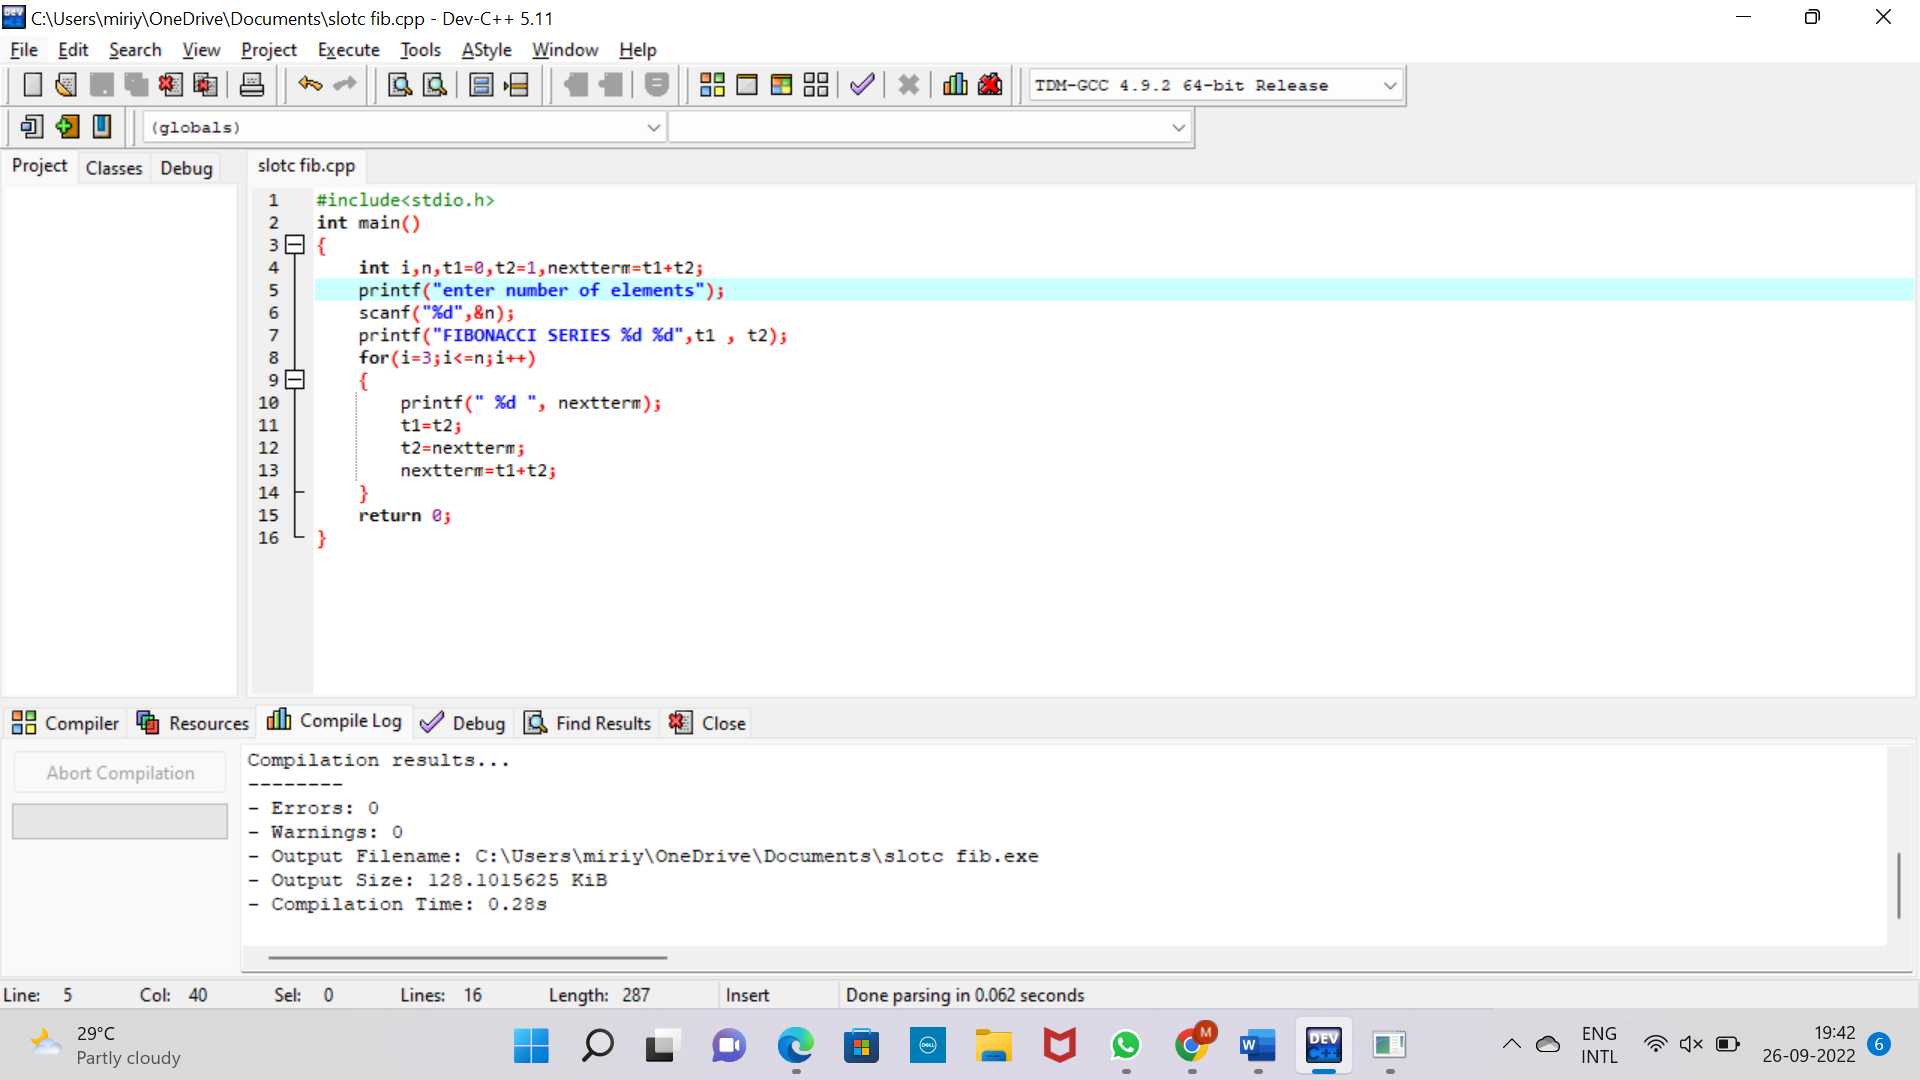 C:\Users\miriy\OneDrive\Documents\slotc fib.cpp - Dev-C++ 5.11
File Edit Search View Project Execute Tools AStyle Window Help
TDM-GCC 4.9.2 64-bit Release
(globals)
Project Classes Debug
slotc fib.cpp
1 #include<stdio.h>
2 int main()
3 {
4 int i,n,t1=0,t2=1,nextterm=t1+t2;
5 printf("enter number of elements");
6 scanf("%d",&n);
7 printf("FIBONACCI SERIES %d %d",t1 , t2);
8 for(i=3;i<=n;i++)
9 {
10 printf(" %d ", nextterm);
11 t1=t2;
12 t2=nextterm;
13 nextterm=t1+t2;
14 }
15 return 0;
16 }
Compiler Resources Compile Log Debug Find Results Close
Abort Compilation
Compilation results...
--------
- Errors: 0
- Warnings: 0
- Output Filename: C:\Users\miriy\OneDrive\Documents\slotc fib.exe
- Output Size: 128.1015625 KiB
- Compilation Time: 0.28s
Line: 5 Col: 40 Sel: 0 Lines: 16 Length: 287 Insert Done parsing in 0.062 seconds
29°C
Partly cloudy
DELL
M
W
DEV
C++
ENG
INTL
19:42
26-09-2022
6